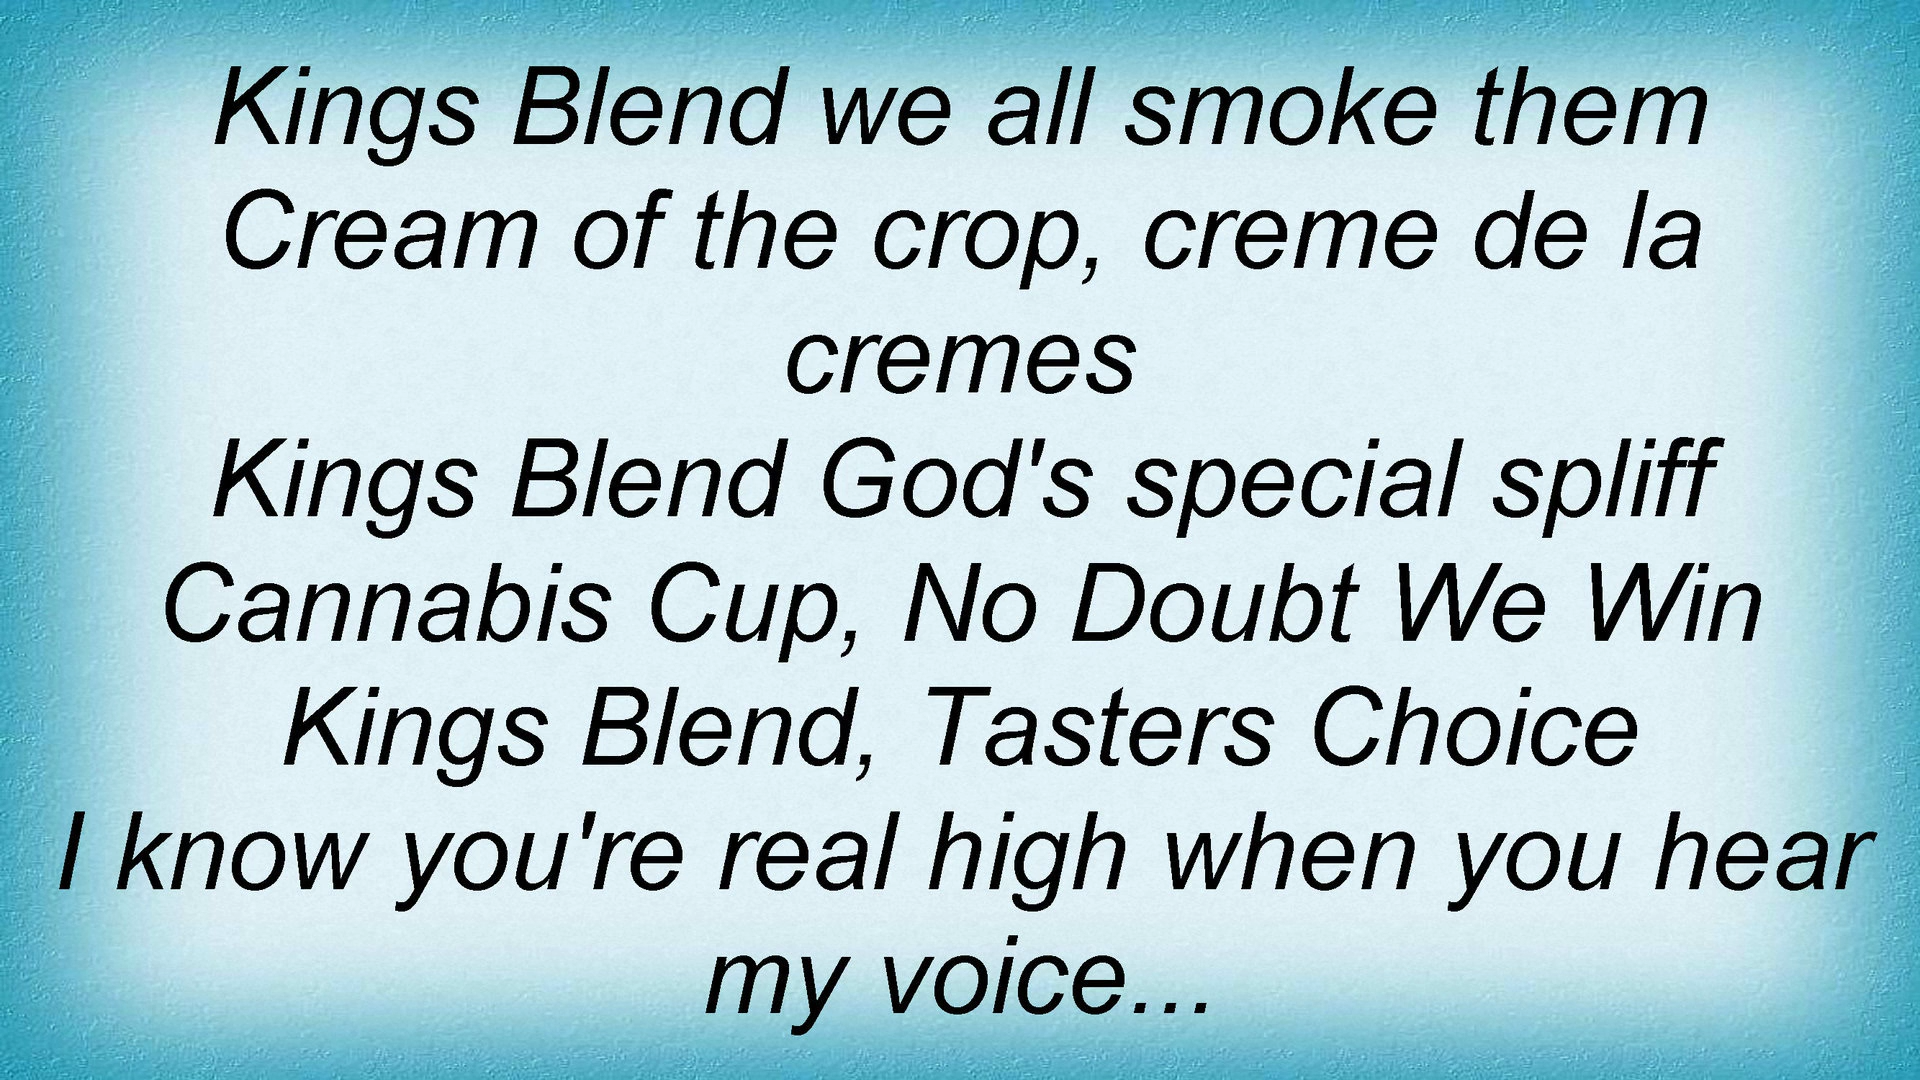 Kings Blend we all smoke them
Cream of the crop, creme de la
cremes
Kings Blend God's special spliff
Cannabis Cup, No Doubt We Win
Kings Blend, Tasters Choice
I know you're real high when you hear
my voice...